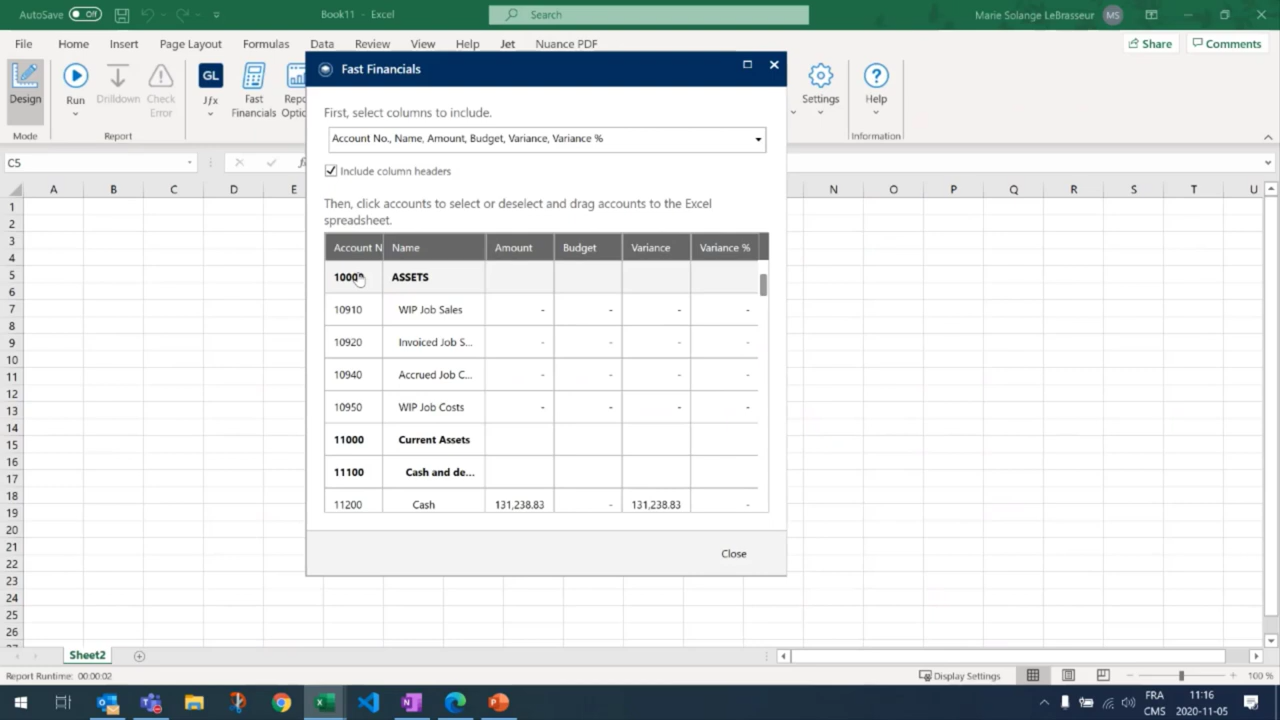 AutoSave Off
Book11 - Excel
Search
Marie Solange LeBrasseur MS
File Home Insert Page Layout Formulas Data Review View Help Jet Nuance PDF
Share Comments
GL
Design Run Drilldown Check Error Jfx Fast Financials Settings Help
Mode Report Information
C5
A B C D E N O P Q R S T U
1
2
3
4
5
6
7
8
9
10
11
12
13
14
15
16
17
18
19
20
21
22
23
24
25
26
Fast Financials
First, select columns to include.
Account No., Name, Amount, Budget, Variance, Variance %
Include column headers
Then, click accounts to select or deselect and drag accounts to the Excel
spreadsheet.
Account N Name Amount Budget Variance Variance %
10000 ASSETS
10910 WIP Job Sales - - - -
10920 Invoiced Job S... - - - -
10940 Accrued Job C... - - - -
10950 WIP Job Costs - - - -
11000 Current Assets
11100 Cash and de...
11200 Cash 131,238.83 - 131,238.83 -
Close
Sheet2
Report Runtime: 00:00:02
Display Settings
100 %
FRA
CMS
11:16
2020-11-05